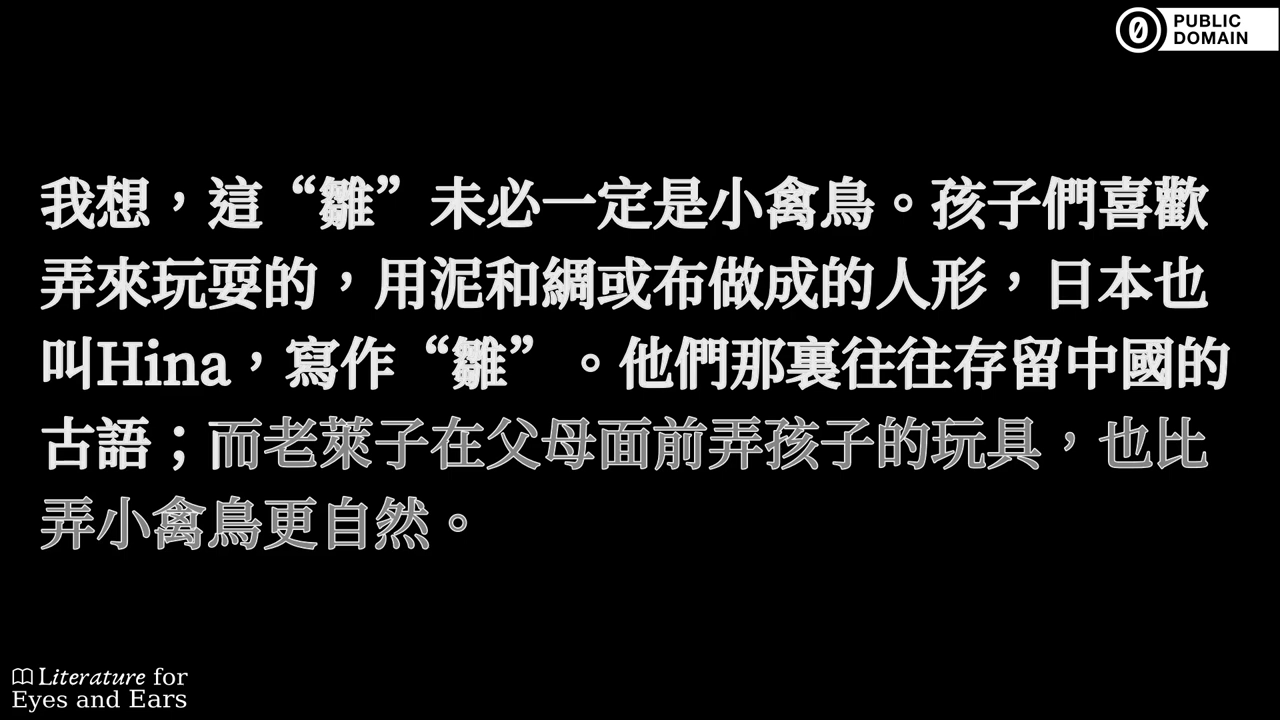 PUBLIC
DOMAIN
我想，這“雛”未必一定是小禽鳥。孩子們喜歡
弄來玩耍的，用泥和綢或布做成的人形，日本也
叫Hina，寫作“雛”。他們那裏往往存留中國的
古語；而老萊子在父母面前弄孩子的玩具，也比
弄小禽鳥更自然。
Literature for
Eyes and Ears